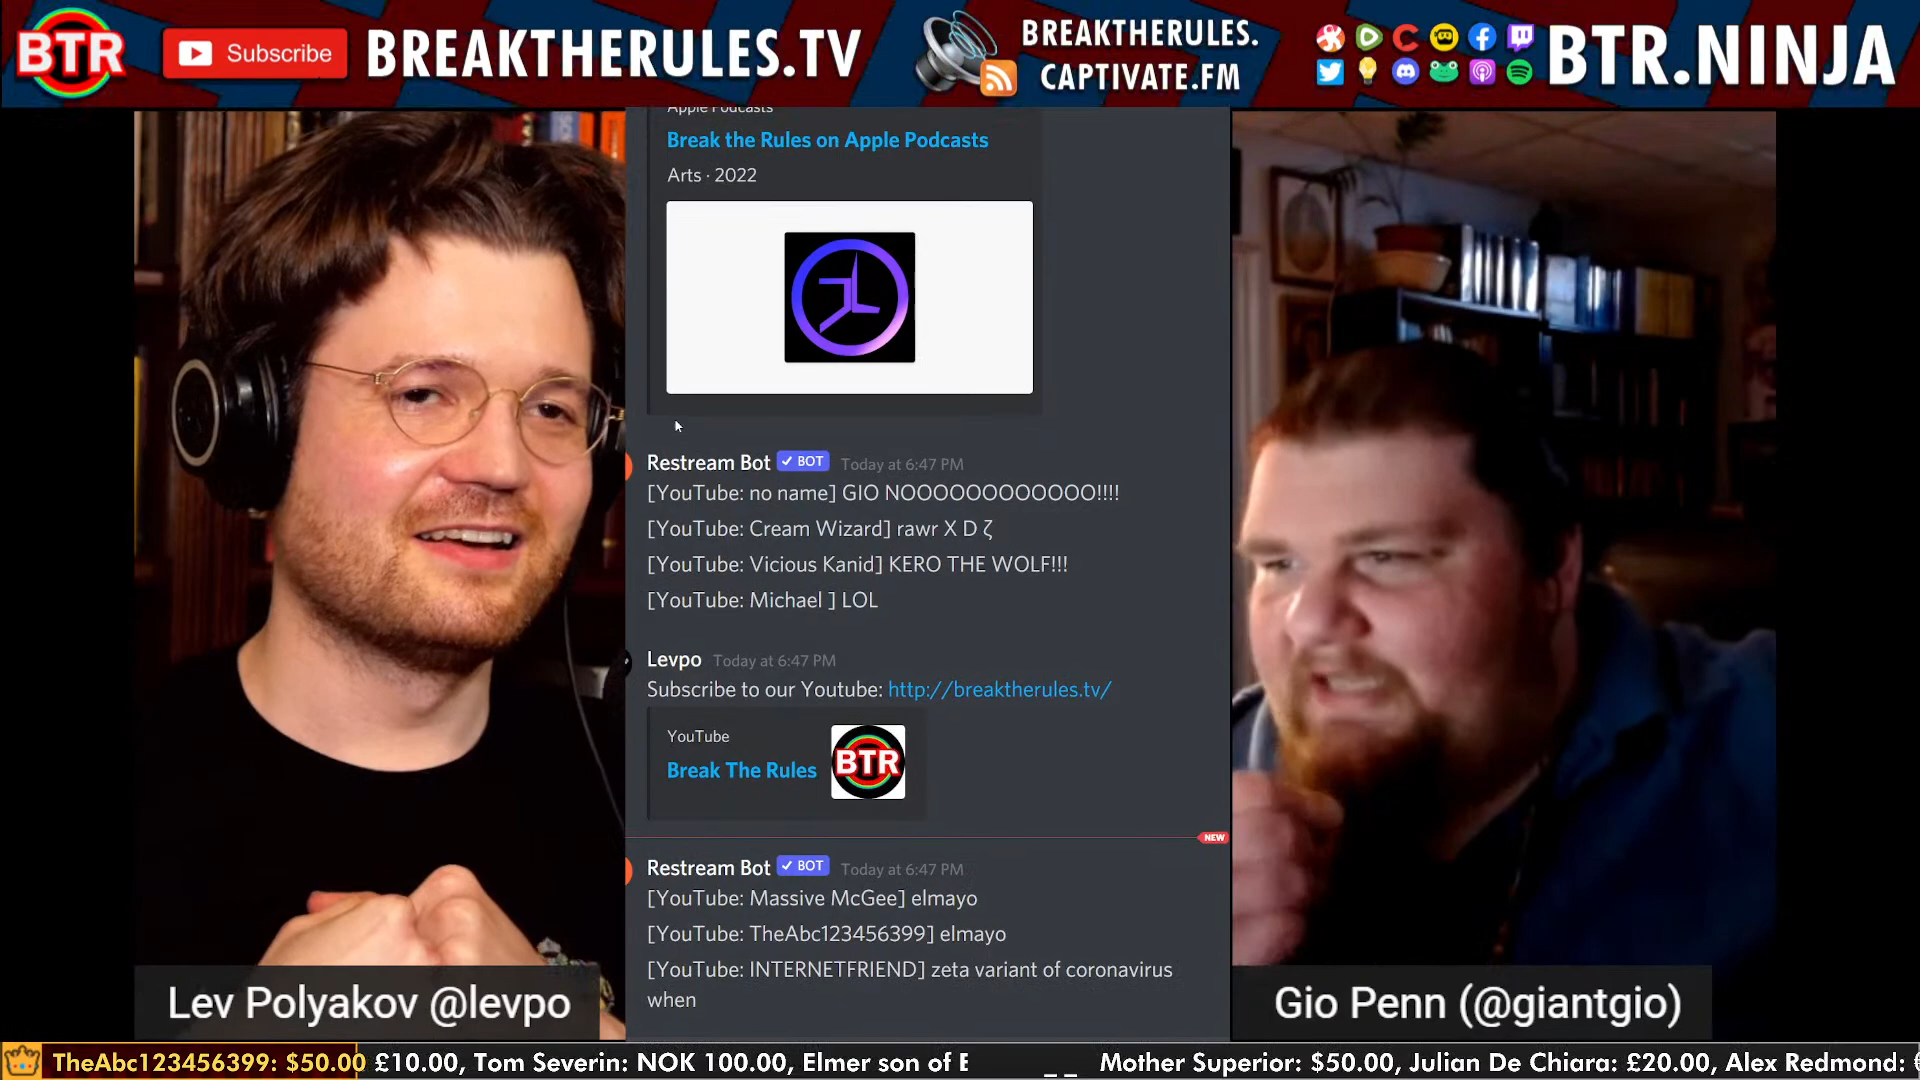 BTR
Subscribe
BREAKTHERULES.TV
BREAKTHERULES.
CAPTIVATE.FM
BTR.NINJA
Apple Podcasts
Break the Rules on Apple Podcasts
Arts · 2022
Restream Bot ✓ BOT Today at 6:47 PM
[YouTube: no name] GIO NOOOOOOOOOOOO!!!!
[YouTube: Cream Wizard] rawr X D ζ
[YouTube: Vicious Kanid] KERO THE WOLF!!!
[YouTube: Michael ] LOL
Levpo Today at 6:47 PM
Subscribe to our Youtube: http://breaktherules.tv/
YouTube
Break The Rules
BTR
NEW
Restream Bot ✓ BOT Today at 6:47 PM
[YouTube: Massive McGee] elmayo
[YouTube: TheAbc123456399] elmayo
[YouTube: INTERNETFRIEND] zeta variant of coronavirus
when
Lev Polyakov @levpo
Gio Penn (@giantgio)
TheAbc123456399: $50.00 £10.00, Tom Severin: NOK 100.00, Elmer son of E _ _ Mother Superior: $50.00, Julian De Chiara: £20.00, Alex Redmond: